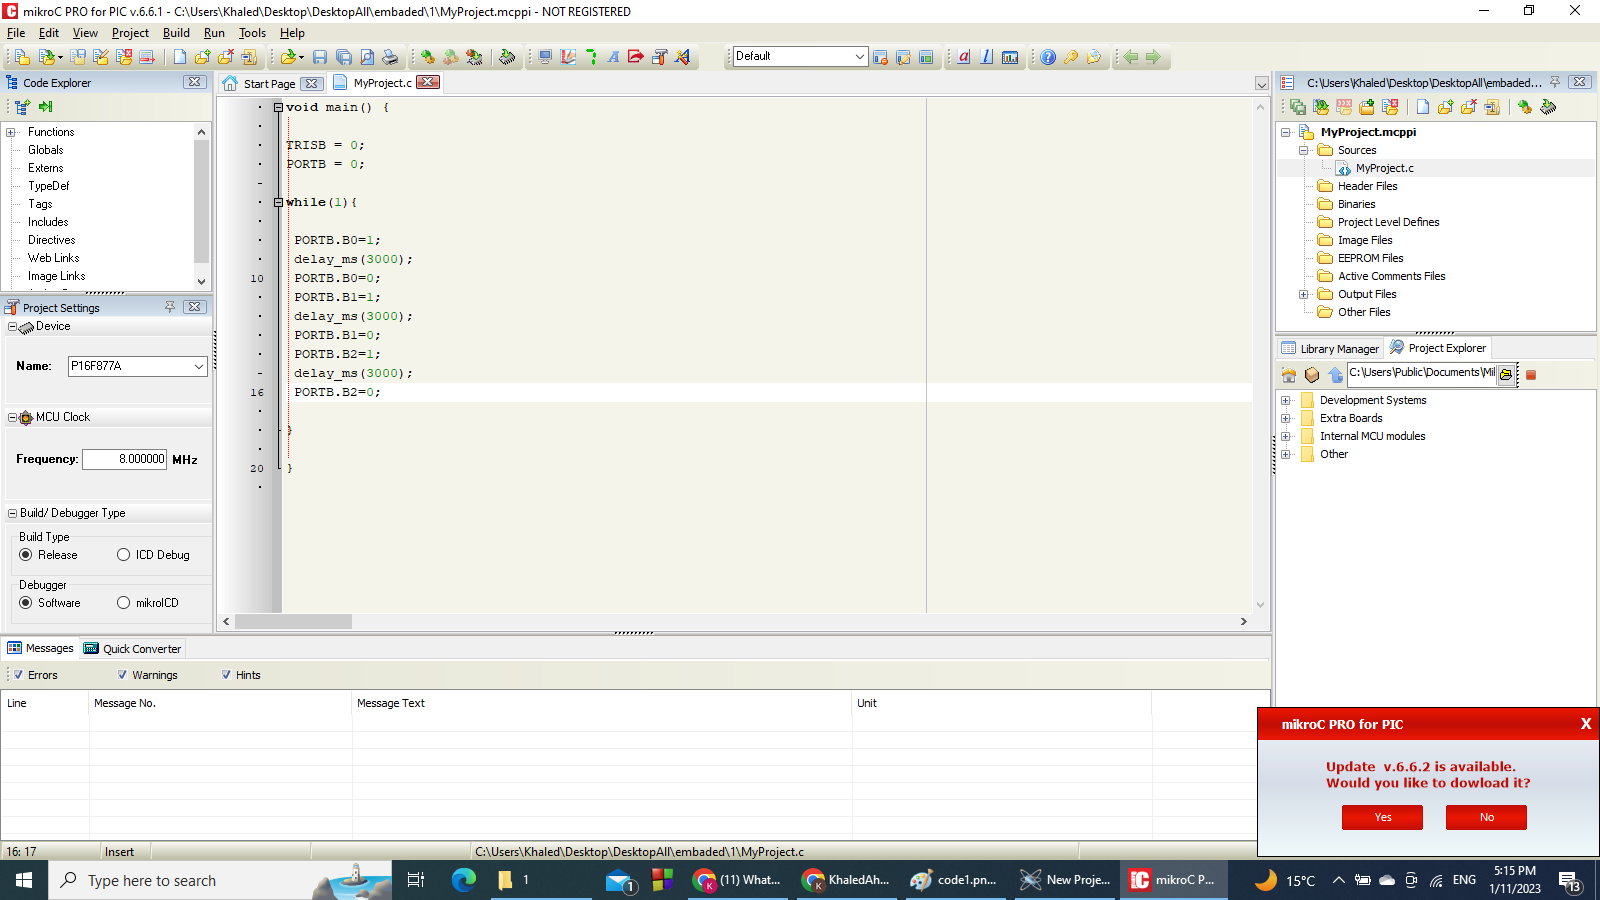 mikroC PRO for PIC v.6.6.1 - C:\Users\Khaled\Desktop\DesktopAll\embaded\1\MyProject.mcppi - NOT REGISTERED
File Edit View Project Build Run Tools Help
Default
Code Explorer
Functions
Globals
Externs
TypeDef
Tags
Includes
Directives
Web Links
Image Links
Project Settings
Device
Name: P16F877A
MCU Clock
Frequency: 8.000000 MHz
Build/ Debugger Type
Build Type
Release ICD Debug
Debugger
Software mikroICD
Start Page MyProject.c
void main() {
TRISB = 0;
PORTB = 0;
while(1){
PORTB.B0=1;
delay_ms(3000);
10 PORTB.B0=0;
PORTB.B1=1;
delay_ms(3000);
PORTB.B1=0;
PORTB.B2=1;
delay_ms(3000);
16 PORTB.B2=0;
}
20 }
C:\Users\Khaled\Desktop\DesktopAll\embaded...
MyProject.mcppi
Sources
MyProject.c
Header Files
Binaries
Project Level Defines
Image Files
EEPROM Files
Active Comments Files
Output Files
Other Files
Library Manager Project Explorer
C:\Users\Public\Documents\Mil
Development Systems
Extra Boards
Internal MCU modules
Other
Messages Quick Converter
Errors Warnings Hints
Line Message No. Message Text Unit
mikroC PRO for PIC X
Update v.6.6.2 is available.
Would you like to dowload it?
Yes No
16: 17 Insert C:\Users\Khaled\Desktop\DesktopAll\embaded\1\MyProject.c
Type here to search
1
1
(11) What...
KhaledAh...
code1.pn...
New Proje...
mikroC P...
15°C
ENG
5:15 PM
1/11/2023
13